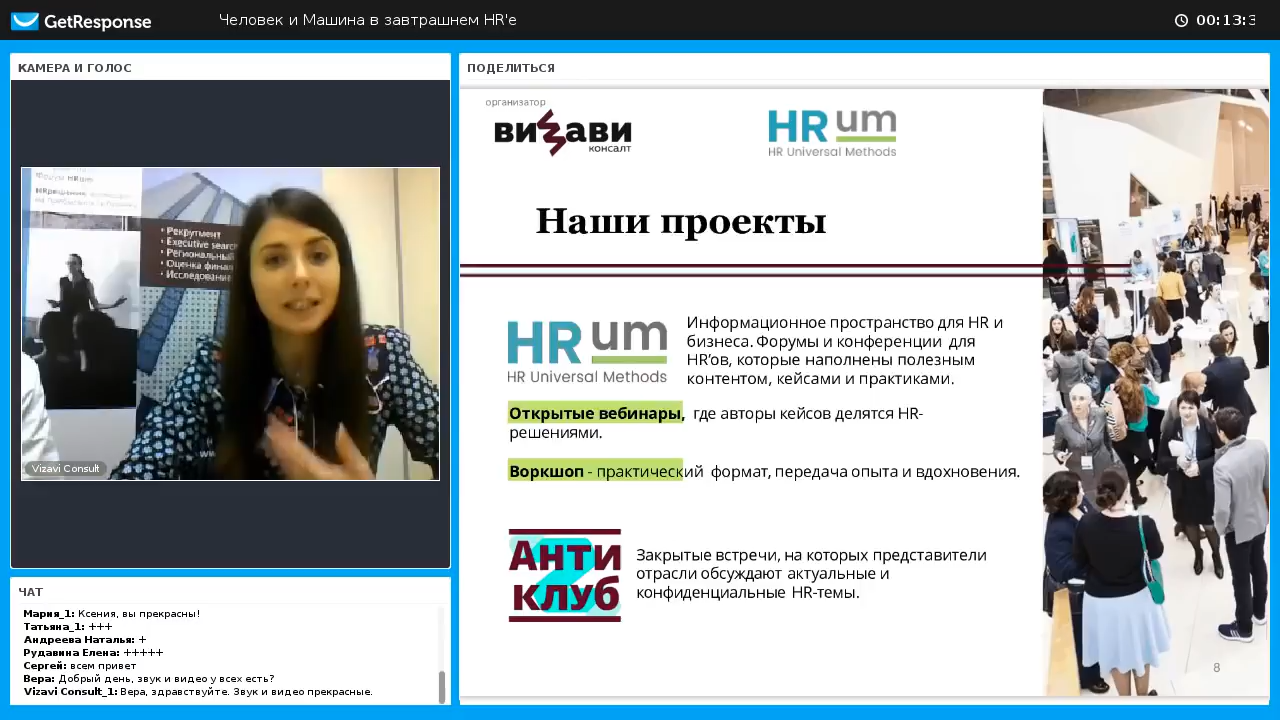 GetResponse
Человек и Машина в завтрашнем HR'е
00:13:3
КАМЕРА И ГОЛОС
• Рекрутмент
• Executive search
• Региональный
• Оценка
• Исследования
Vizavi Consult
ЧАТ
Мария_1: Ксения, вы прекрасны!
Татьяна_1: +++
Андреева Наталья: +
Рудавина Елена: +++++
Сергей: всем привет
Вера: Добрый день, звук и видео у всех есть?
Vizavi Consult_1: Вера, здравствуйте. Звук и видео прекрасные.
ПОДЕЛИТЬСЯ
организатор
визави
консалт
HR um
HR Universal Methods
Наши проекты
HR um
HR Universal Methods
Информационное пространство для HR и
бизнеса. Форумы и конференции для
HR'ов, которые наполнены полезным
контентом, кейсами и практиками.
Открытые вебинары, где авторы кейсов делятся HR-
решениями.
Воркшоп - практический формат, передача опыта и вдохновения.
АНТИ
КЛУБ
Закрытые встречи, на которых представители
отрасли обсуждают актуальные и
конфиденциальные HR-темы.
8